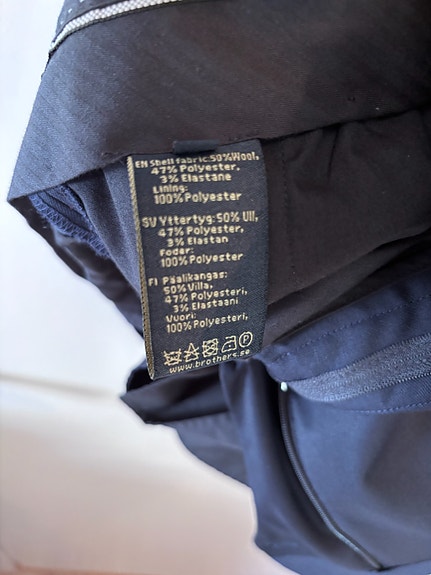 EN Shell fabric:50%Wool,
47% Polyester,
3% Elastane
Lining:
100% Polyester
SV Yttertyg:50% Ull,
47% Polyester,
3% Elastan
Foder:
100% Polyester
FI Päälikangas:
50% Villa,
47% Polyesteri,
3% Elastaani
Vuori:
100% Polyesteri,
P
www.brothers.se